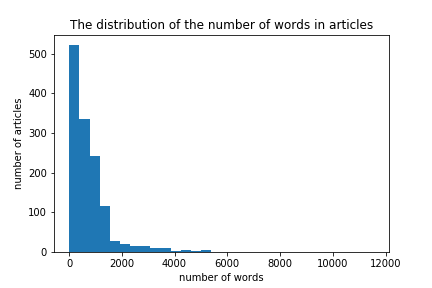 The distribution of the number of words in articles
500
400
300
200
100
0
number of articles
0 2000 4000 6000 8000 10000 12000
number of words